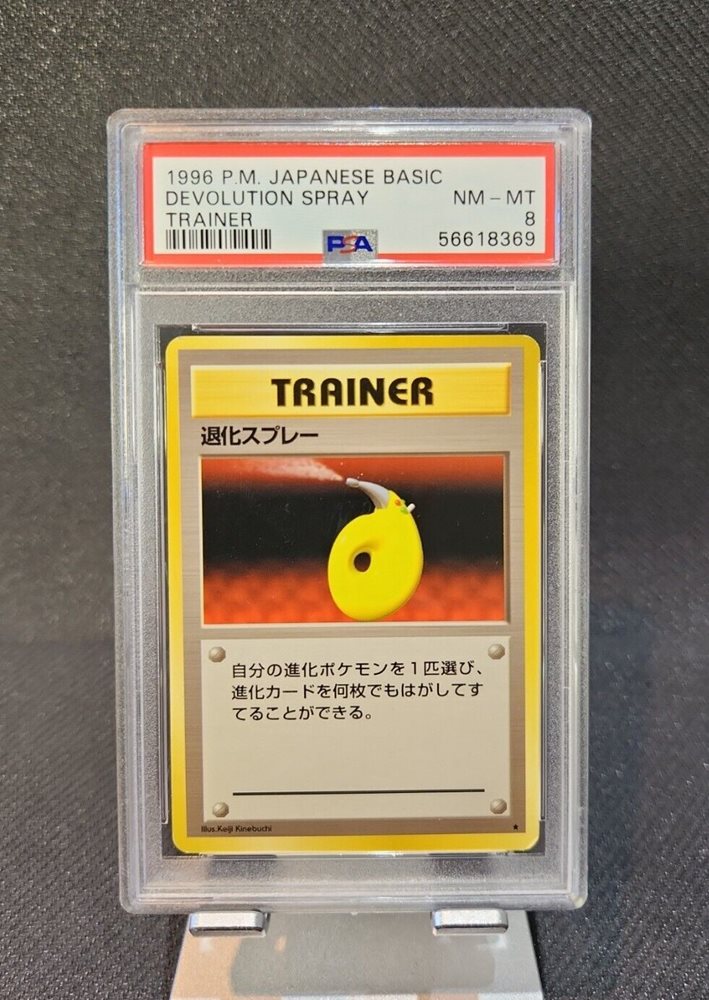 1996 P.M. JAPANESE BASIC
DEVOLUTION SPRAY NM - MT
TRAINER 8
PSA 56618369
TRAINER
退化スプレー
自分の進化ポケモンを1匹選び、
進化カードを何枚でもはがしてす
てることができる。
Illus.Keiji Kinebuchi ★